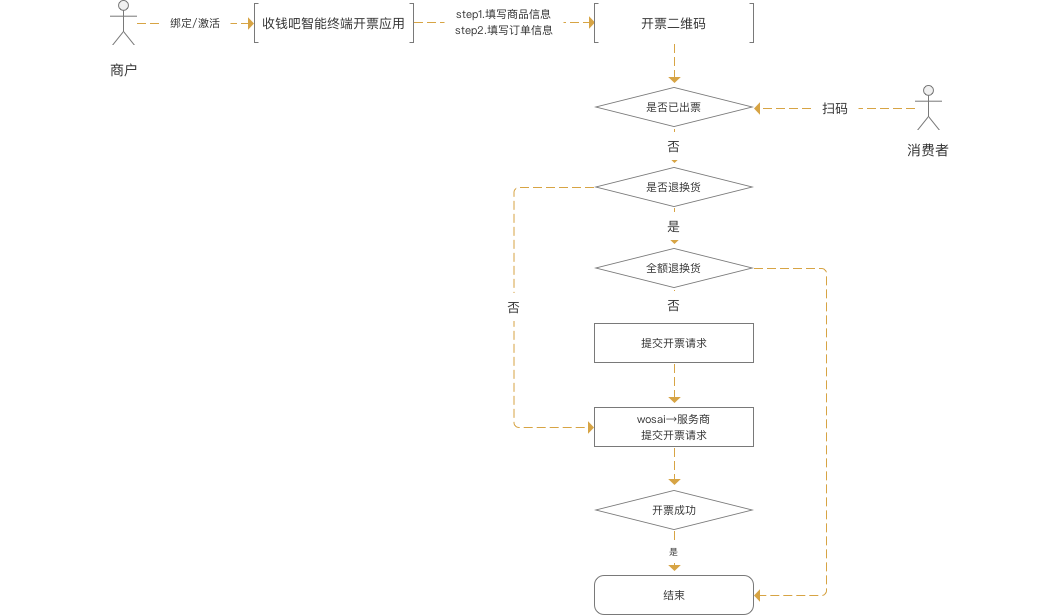 绑定/激活
收钱吧智能终端开票应用
step1.填写商品信息
step2.填写订单信息
开票二维码
商户
是否已出票
扫码
消费者
否
是否退换货
是
全额退换货
否
否
提交开票请求
wosai→服务商
提交开票请求
开票成功
是
结束